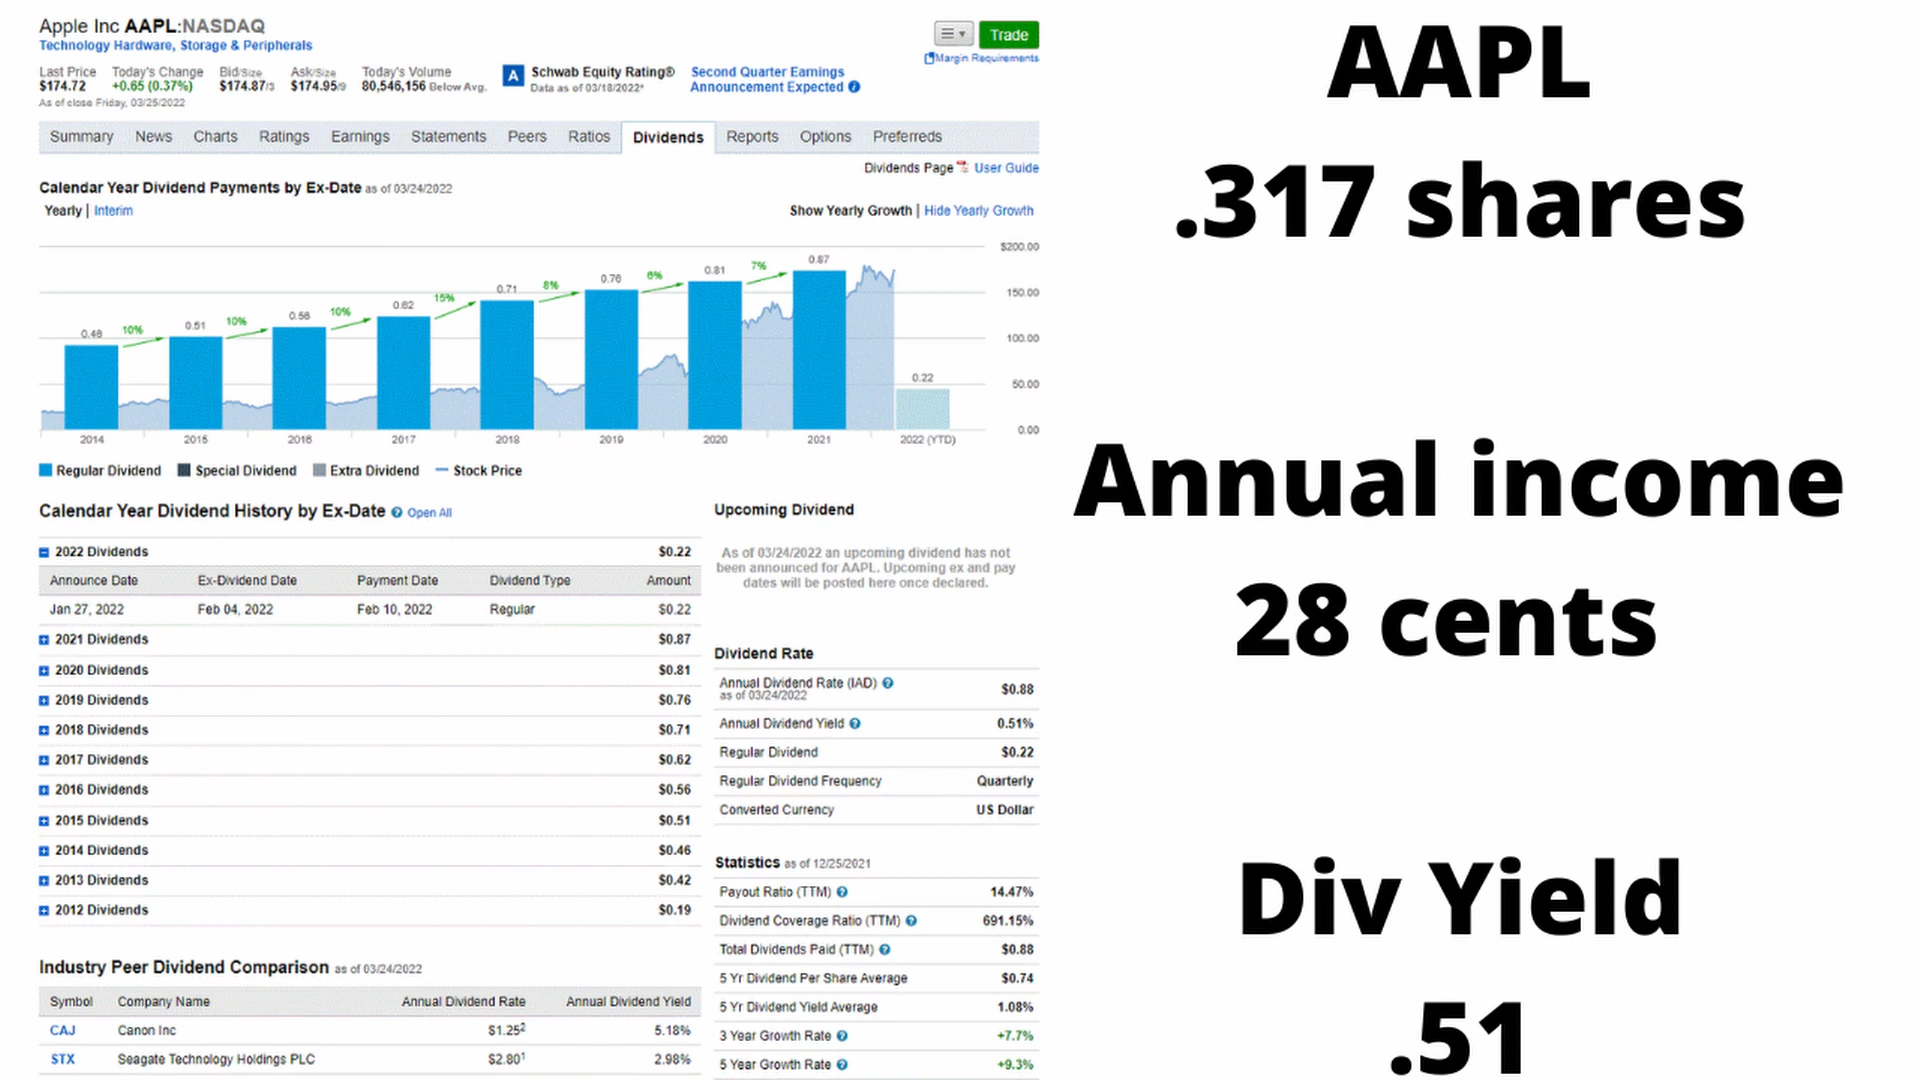 Apple Inc AAPL:NASDAQ
Technology Hardware, Storage & Peripherals
Trade
Margin Requirements
Last Price Today's Change Bid/Size Ask/Size Today's Volume
$174.72 +0.65 (0.37%) $174.87/3 $174.95/9 80,546,156 Below Avg.
As of close Friday, 03/25/2022
A Schwab Equity Rating®
Data as of 03/18/2022*
Second Quarter Earnings
Announcement Expected
Summary News Charts Ratings Earnings Statements Peers Ratios Dividends Reports Options Preferreds
Dividends Page User Guide
Calendar Year Dividend Payments by Ex-Date as of 03/24/2022
Yearly | Interim
Show Yearly Growth | Hide Yearly Growth
0.46 10% 0.51 10% 0.56 10% 0.62 15% 0.71 8% 0.76 6% 0.81 7% 0.87 0.22
$200.00
150.00
100.00
50.00
0.00
2014 2015 2016 2017 2018 2019 2020 2021 2022 (YTD)
Regular Dividend Special Dividend Extra Dividend Stock Price
Calendar Year Dividend History by Ex-Date Open All
2022 Dividends $0.22
Announce Date Ex-Dividend Date Payment Date Dividend Type Amount
Jan 27, 2022 Feb 04, 2022 Feb 10, 2022 Regular $0.22
2021 Dividends $0.87
2020 Dividends $0.81
2019 Dividends $0.76
2018 Dividends $0.71
2017 Dividends $0.62
2016 Dividends $0.56
2015 Dividends $0.51
2014 Dividends $0.46
2013 Dividends $0.42
2012 Dividends $0.19
Industry Peer Dividend Comparison as of 03/24/2022
Symbol Company Name Annual Dividend Rate Annual Dividend Yield
CAJ Canon Inc $1.25² 5.18%
STX Seagate Technology Holdings PLC $2.80¹ 2.98%
Upcoming Dividend
As of 03/24/2022 an upcoming dividend has not
been announced for AAPL. Upcoming ex and pay
dates will be posted here once declared.
Dividend Rate
Annual Dividend Rate (IAD) $0.88
as of 03/24/2022
Annual Dividend Yield 0.51%
Regular Dividend $0.22
Regular Dividend Frequency Quarterly
Converted Currency US Dollar
Statistics as of 12/25/2021
Payout Ratio (TTM) 14.47%
Dividend Coverage Ratio (TTM) 691.15%
Total Dividends Paid (TTM) $0.88
5 Yr Dividend Per Share Average $0.74
5 Yr Dividend Yield Average 1.08%
3 Year Growth Rate +7.7%
5 Year Growth Rate +9.3%
AAPL
.317 shares
Annual income
28 cents
Div Yield
.51